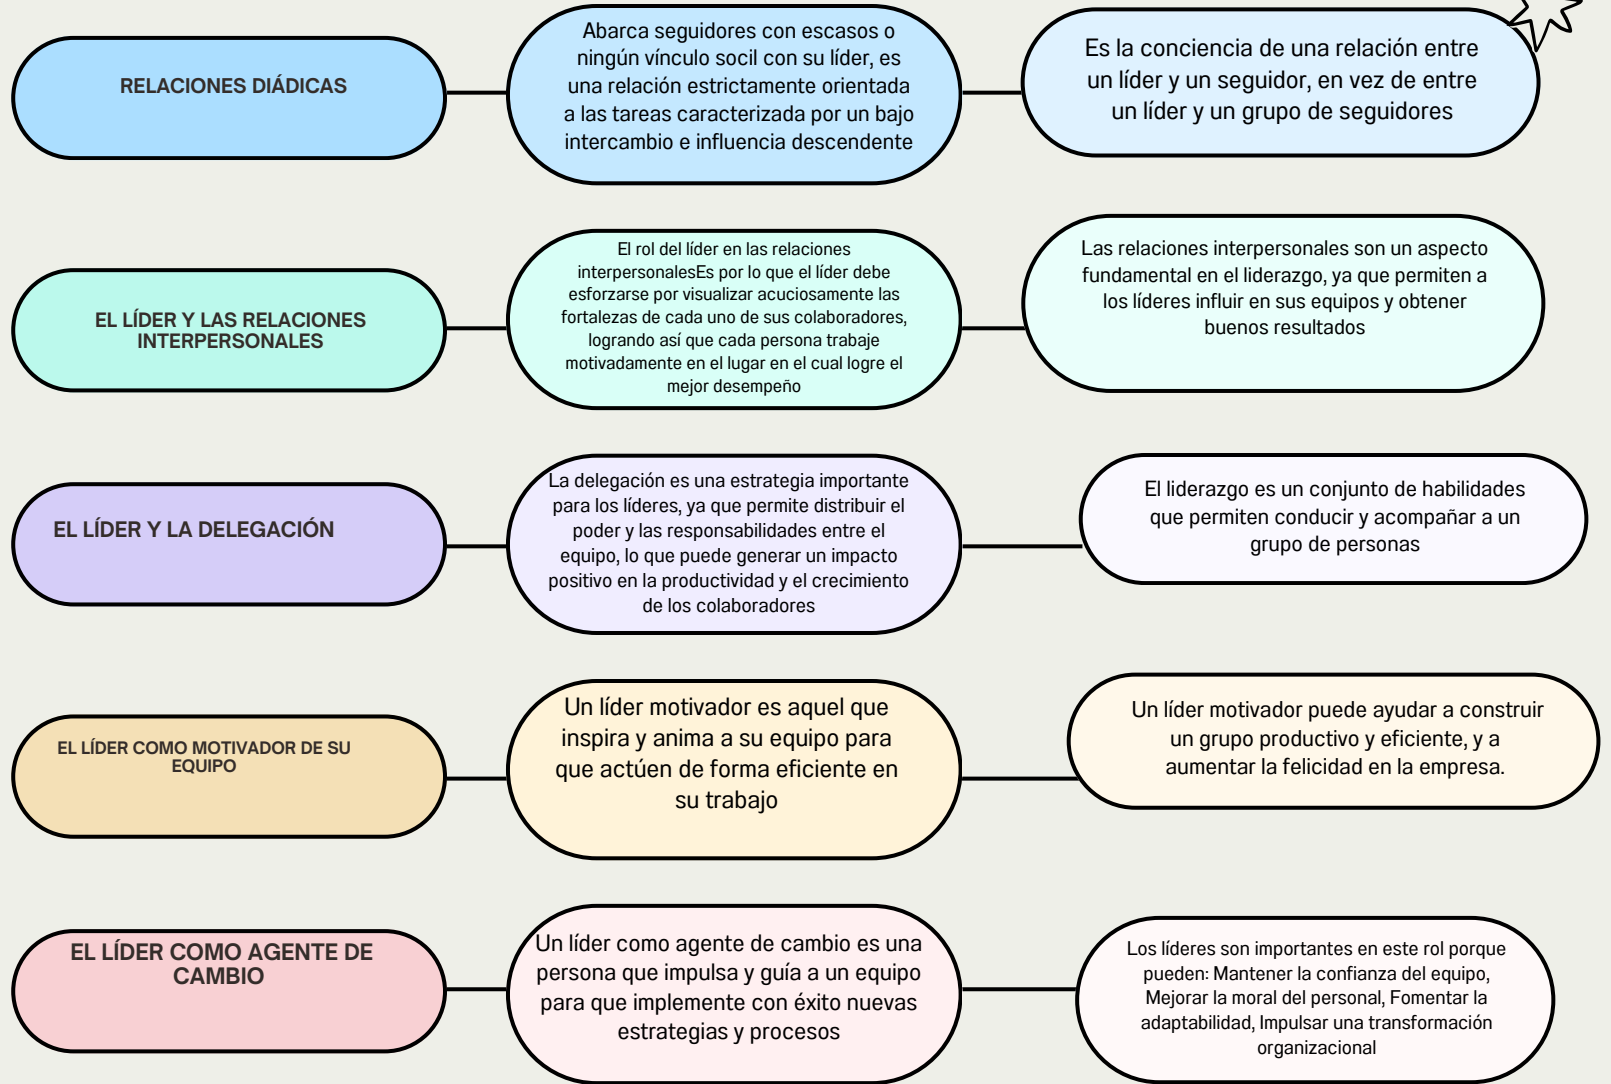 RELACIONES DIÁDICAS
Abarca seguidores con escasos o
ningún vínculo socil con su líder, es
una relación estrictamente orientada
a las tareas caracterizada por un bajo
intercambio e influencia descendente
Es la conciencia de una relación entre
un líder y un seguidor, en vez de entre
un líder y un grupo de seguidores
EL LÍDER Y LAS RELACIONES
INTERPERSONALES
El rol del líder en las relaciones
interpersonalesEs por lo que el líder debe
esforzarse por visualizar acuciosamente las
fortalezas de cada uno de sus colaboradores,
logrando así que cada persona trabaje
motivadamente en el lugar en el cual logre el
mejor desempeño
Las relaciones interpersonales son un aspecto
fundamental en el liderazgo, ya que permiten a
los líderes influir en sus equipos y obtener
buenos resultados
EL LÍDER Y LA DELEGACIÓN
La delegación es una estrategia importante
para los líderes, ya que permite distribuir el
poder y las responsabilidades entre el
equipo, lo que puede generar un impacto
positivo en la productividad y el crecimiento
de los colaboradores
El liderazgo es un conjunto de habilidades
que permiten conducir y acompañar a un
grupo de personas
EL LÍDER COMO MOTIVADOR DE SU
EQUIPO
Un líder motivador es aquel que
inspira y anima a su equipo para
que actúen de forma eficiente en
su trabajo
Un líder motivador puede ayudar a construir
un grupo productivo y eficiente, y a
aumentar la felicidad en la empresa.
EL LÍDER COMO AGENTE DE
CAMBIO
Un líder como agente de cambio es una
persona que impulsa y guía a un equipo
para que implemente con éxito nuevas
estrategias y procesos
Los líderes son importantes en este rol porque
pueden: Mantener la confianza del equipo,
Mejorar la moral del personal, Fomentar la
adaptabilidad, Impulsar una transformación
organizacional